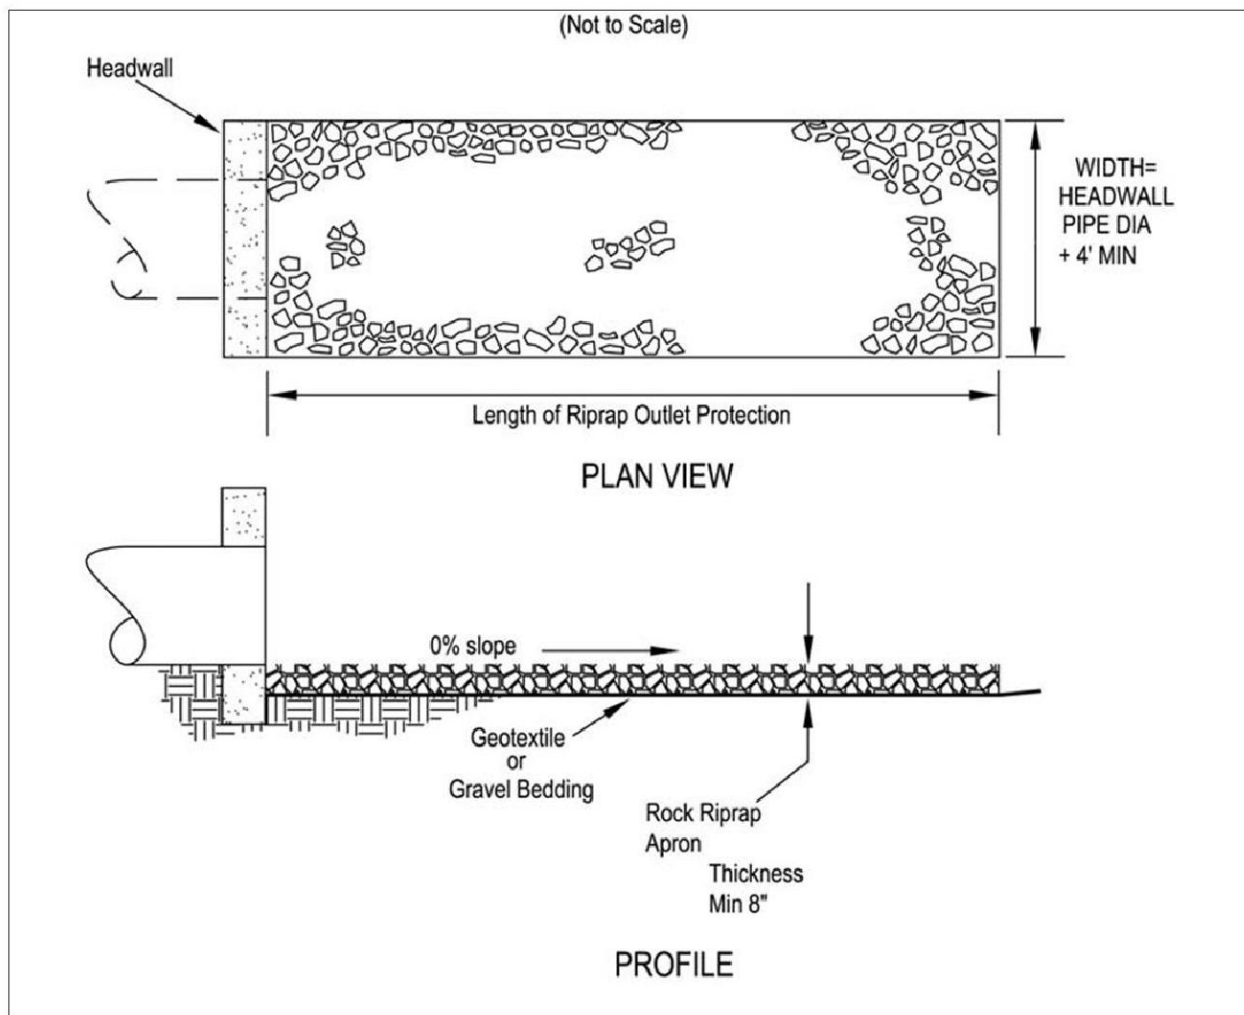 (Not to Scale)
Headwall
WIDTH=
HEADWALL
PIPE DIA
+ 4' MIN
Length of Riprap Outlet Protection
PLAN VIEW
0% slope
Geotextile
or
Gravel Bedding
Rock Riprap
Apron
Thickness
Min 8"
PROFILE